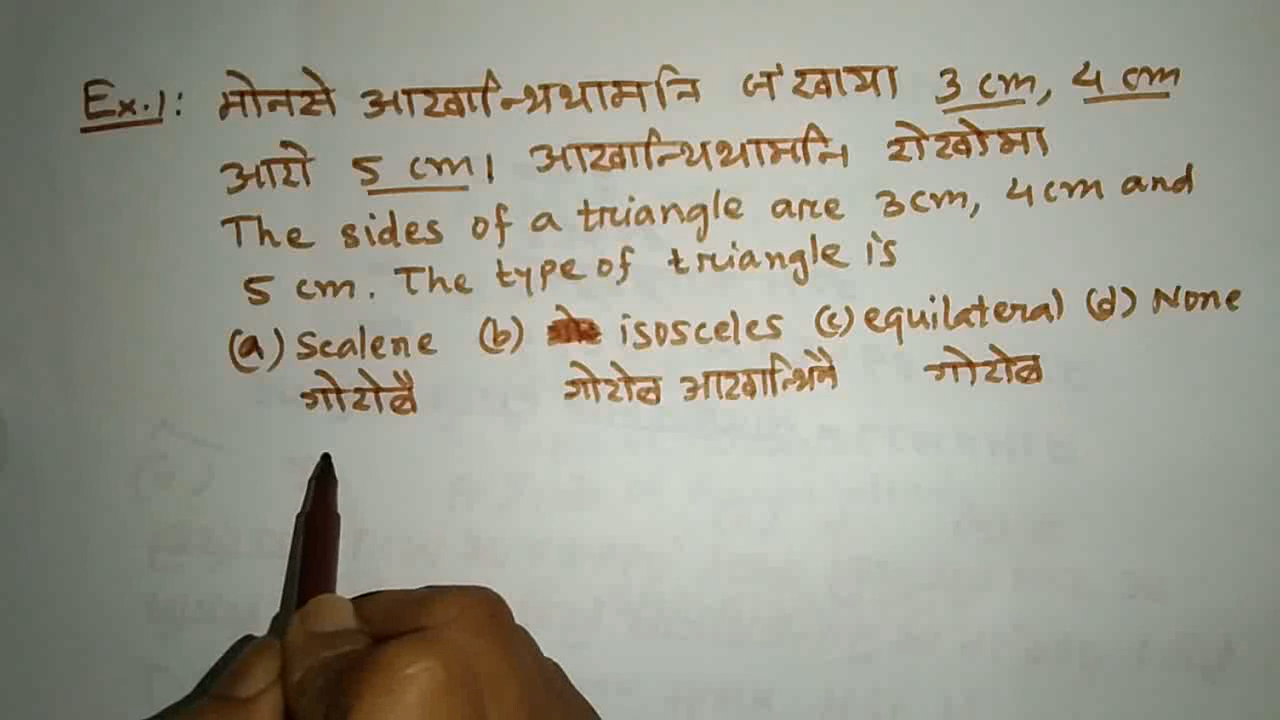 Ex.1: मोनसे आखान्थिथामनि जंखाया 3 cm, 4 cm
आरो 5 cm। आखान्थिथामनि रोखोमा
The sides of a triangle are 3cm, 4cm and
5 cm. The type of triangle is
(a) Scalene (b) isosceles (c) equilateral (d) None
गोरोबै गोरोब आखान्थिनै गोरोब